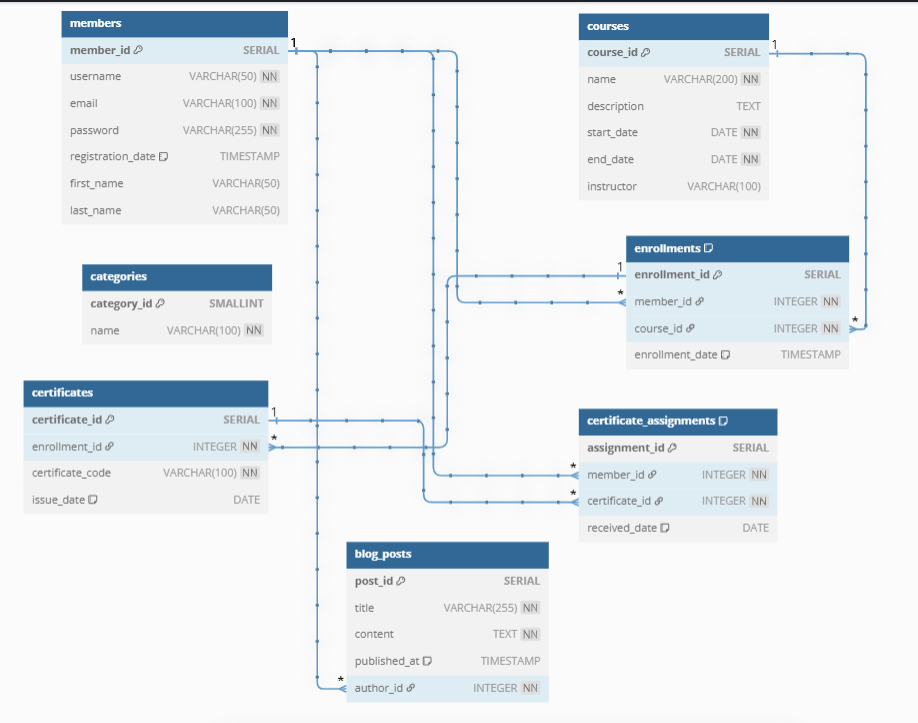 members
member_id SERIAL
username VARCHAR(50) NN
email VARCHAR(100) NN
password VARCHAR(255) NN
registration_date TIMESTAMP
first_name VARCHAR(50)
last_name VARCHAR(50)
1
courses
course_id SERIAL
name VARCHAR(200) NN
description TEXT
start_date DATE NN
end_date DATE NN
instructor VARCHAR(100)
1
categories
category_id SMALLINT
name VARCHAR(100) NN
enrollments
1
enrollment_id SERIAL
*
member_id INTEGER NN
course_id INTEGER NN
*
enrollment_date TIMESTAMP
certificates
certificate_id SERIAL
1
enrollment_id INTEGER NN
*
certificate_code VARCHAR(100) NN
issue_date DATE
certificate_assignments
assignment_id SERIAL
*
member_id INTEGER NN
*
certificate_id INTEGER NN
received_date DATE
blog_posts
post_id SERIAL
title VARCHAR(255) NN
content TEXT NN
published_at TIMESTAMP
*
author_id INTEGER NN